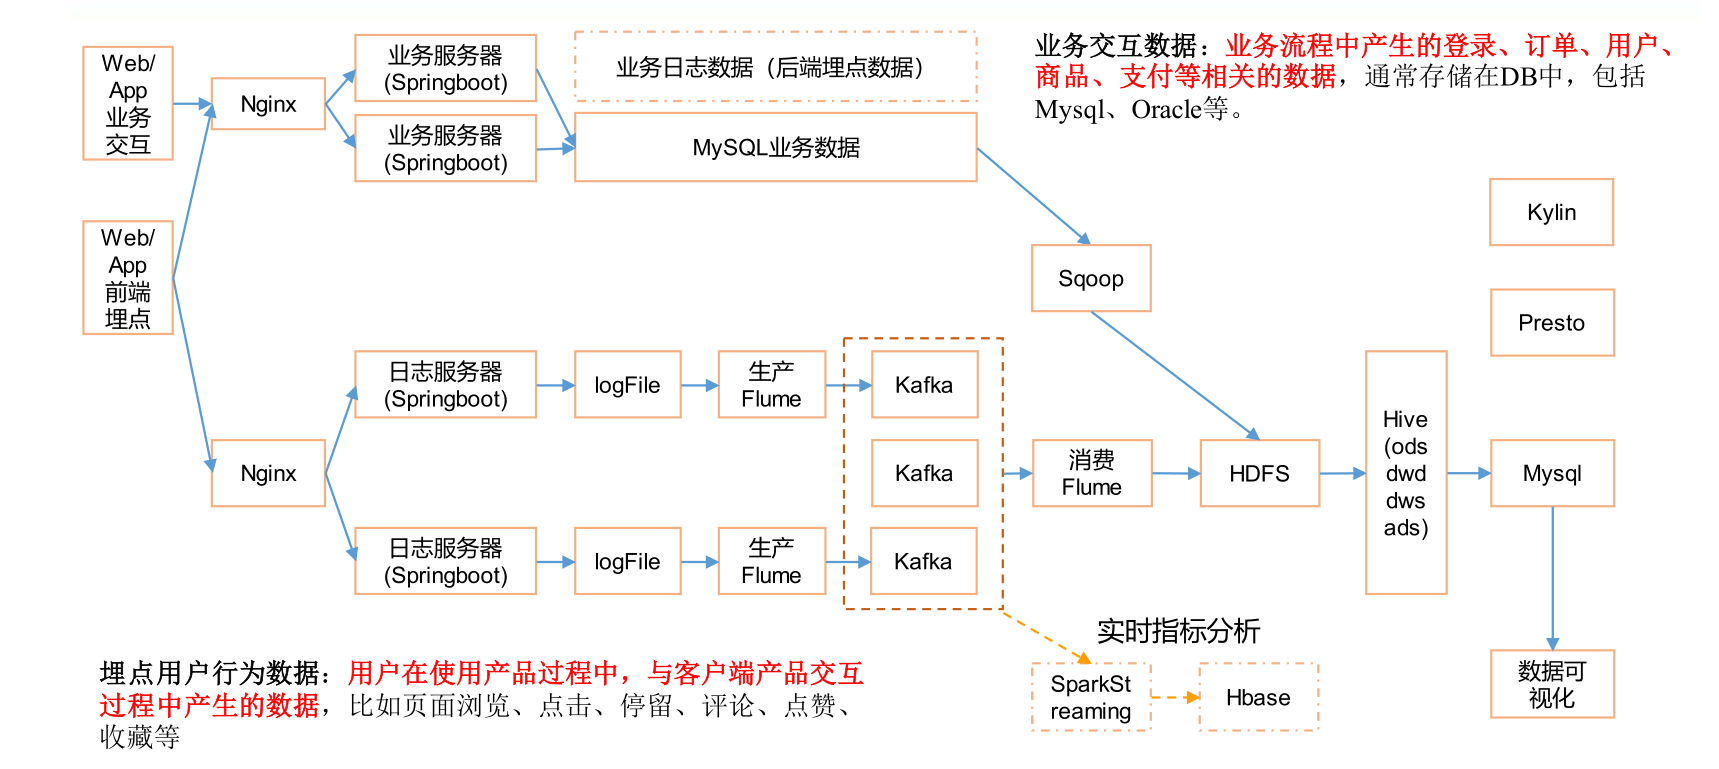 Web/
App
业务
交互
Nginx
业务服务器
(Springboot)
业务服务器
(Springboot)
业务日志数据（后端埋点数据）
MySQL业务数据
业务交互数据：业务流程中产生的登录、订单、用户、
商品、支付等相关的数据，通常存储在DB中，包括
Mysql、Oracle等。
Web/
App
前端
埋点
Sqoop
Kylin
Presto
Nginx
日志服务器
(Springboot)
logFile
生产
Flume
Kafka
Kafka
日志服务器
(Springboot)
logFile
生产
Flume
Kafka
消费
Flume
HDFS
Hive
(ods
dwd
dws
ads)
Mysql
数据可
视化
实时指标分析
SparkSt
reaming
Hbase
埋点用户行为数据：用户在使用产品过程中，与客户端产品交互
过程中产生的数据，比如页面浏览、点击、停留、评论、点赞、
收藏等